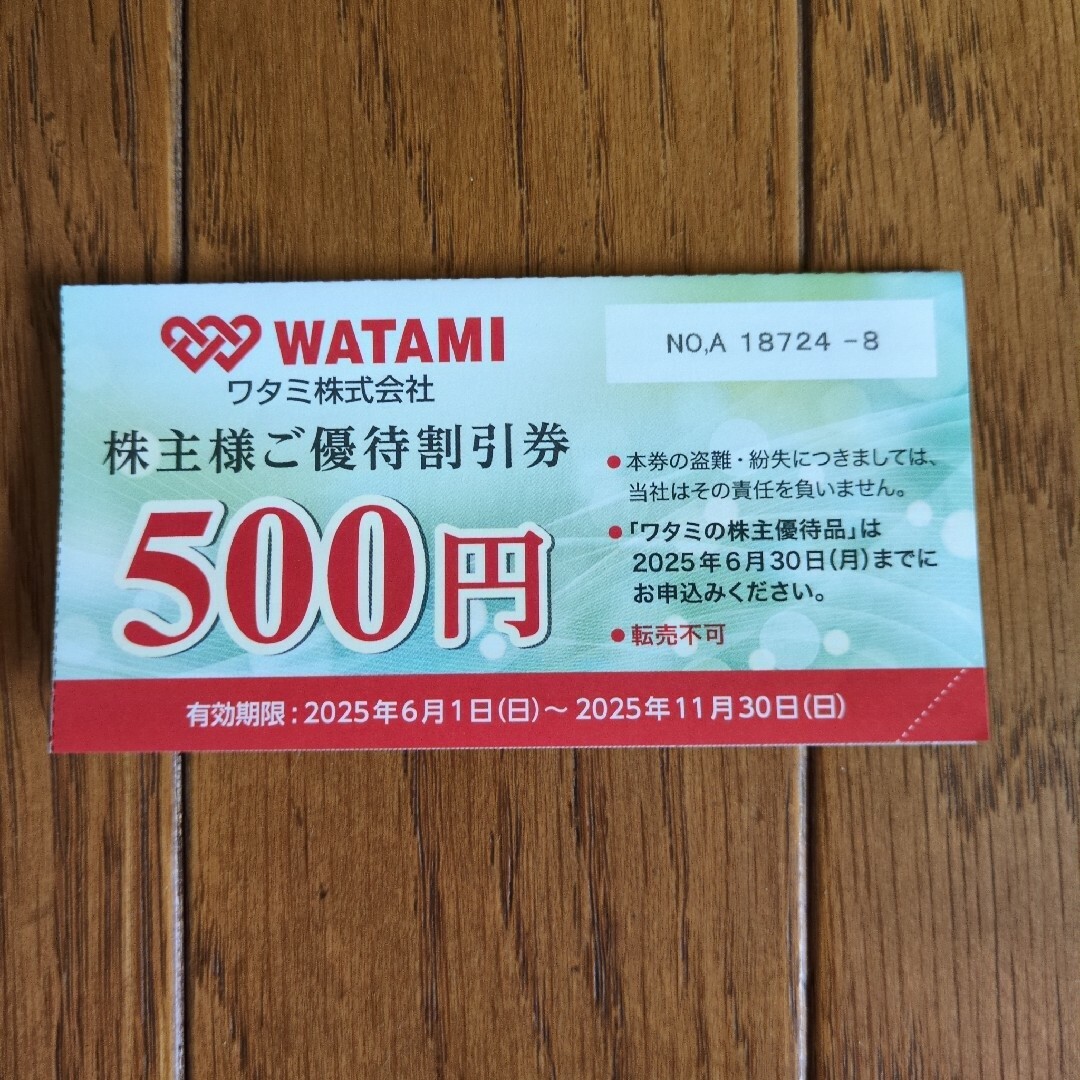 WATAMI
ワタミ株式会社
株主様ご優待割引券
500円
NO,A 18724 -8
●本券の盗難・紛失につきましては、
当社はその責任を負いません。
●「ワタミの株主優待品」は
2025年6月30日(月)までに
お申込みください。
●転売不可
有効期限:2025年6月1日(日)～2025年11月30日(日)